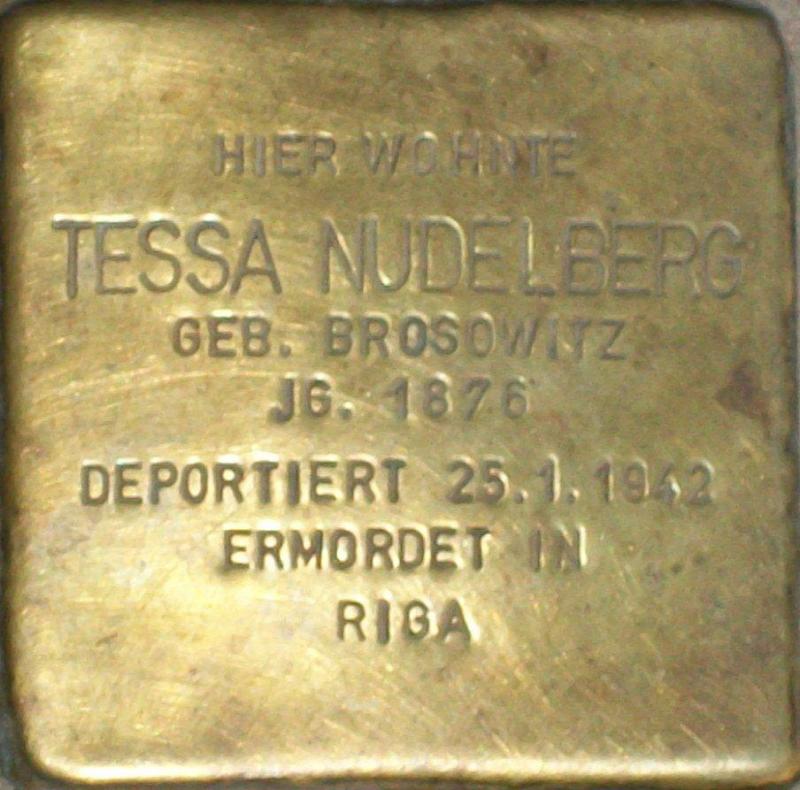 HIER WOHNTE
TESSA NUDELBERG
GEB. BROSOWITZ
JG. 1876
DEPORTIERT 25.1.1942
ERMORDET IN
RIGA